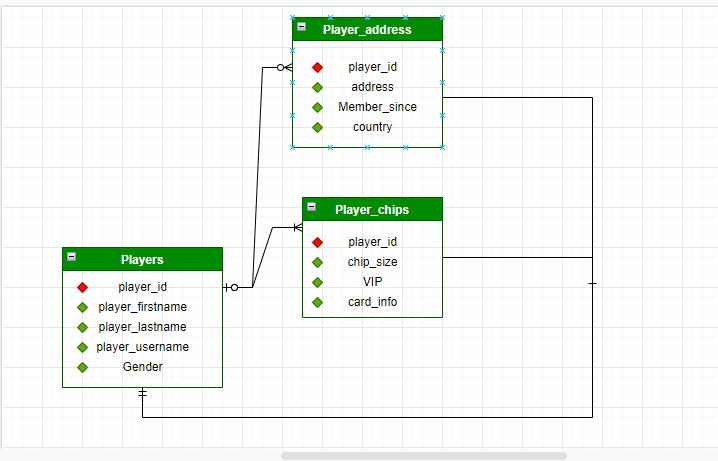 Player_address
player_id
address
Member_since
country
Player_chips
player_id
chip_size
VIP
card_info
Players
player_id
player_firstname
player_lastname
player_username
Gender